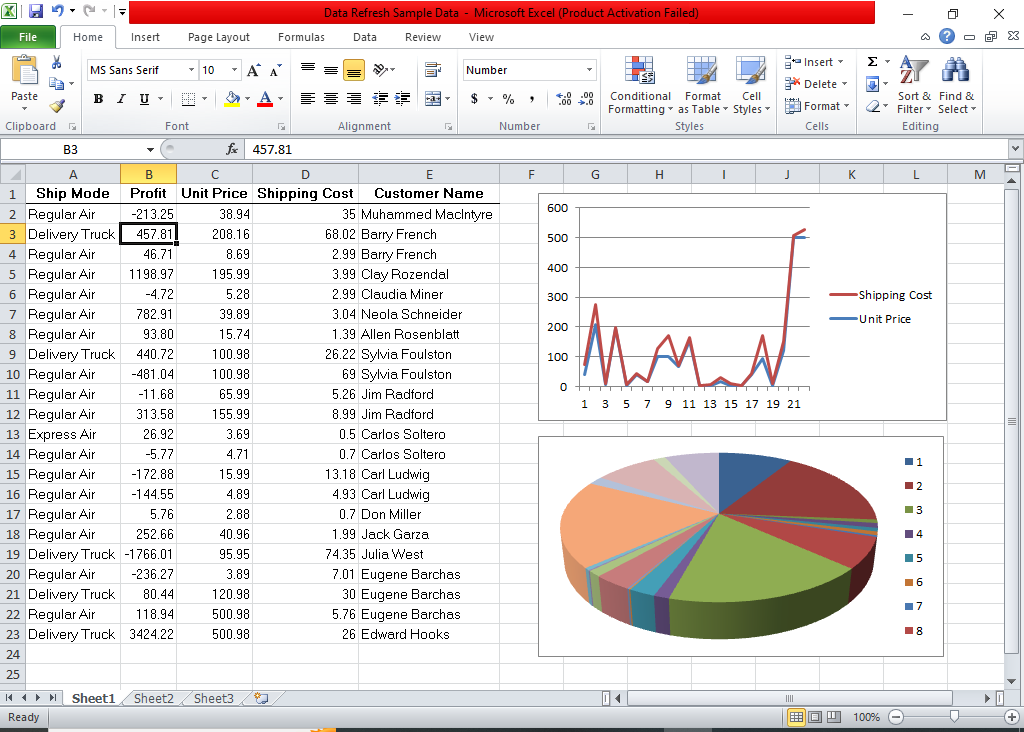 Data Refresh Sample Data - Microsoft Excel (Product Activation Failed)
File Home Insert Page Layout Formulas Data Review View
Paste
MS Sans Serif 10
B I U
Number
$ % ,
Conditional Formatting
Format as Table
Cell Styles
Insert
Delete
Format
Sort & Filter
Find & Select
Clipboard Font Alignment Number Styles Cells Editing
B3 fx 457.81
A B C D E F G H I J K L M
1 Ship Mode Profit Unit Price Shipping Cost Customer Name
2 Regular Air -213.25 38.94 35 Muhammed MacIntyre
3 Delivery Truck 457.81 208.16 68.02 Barry French
4 Regular Air 46.71 8.69 2.99 Barry French
5 Regular Air 1198.97 195.99 3.99 Clay Rozendal
6 Regular Air -4.72 5.28 2.99 Claudia Miner
7 Regular Air 782.91 39.89 3.04 Neola Schneider
8 Regular Air 93.80 15.74 1.39 Allen Rosenblatt
9 Delivery Truck 440.72 100.98 26.22 Sylvia Foulston
10 Regular Air -481.04 100.98 69 Sylvia Foulston
11 Regular Air -11.68 65.99 5.26 Jim Radford
12 Regular Air 313.58 155.99 8.99 Jim Radford
13 Express Air 26.92 3.69 0.5 Carlos Soltero
14 Regular Air -5.77 4.71 0.7 Carlos Soltero
15 Regular Air -172.88 15.99 13.18 Carl Ludwig
16 Regular Air -144.55 4.89 4.93 Carl Ludwig
17 Regular Air 5.76 2.88 0.7 Don Miller
18 Regular Air 252.66 40.96 1.99 Jack Garza
19 Delivery Truck -1766.01 95.95 74.35 Julia West
20 Regular Air -236.27 3.89 7.01 Eugene Barchas
21 Delivery Truck 80.44 120.98 30 Eugene Barchas
22 Regular Air 118.94 500.98 5.76 Eugene Barchas
23 Delivery Truck 3424.22 500.98 26 Edward Hooks
24
25
600
500
400
300
200
100
0
1 3 5 7 9 11 13 15 17 19 21
Shipping Cost
Unit Price
1
2
3
4
5
6
7
8
Sheet1 Sheet2 Sheet3
Ready 100%